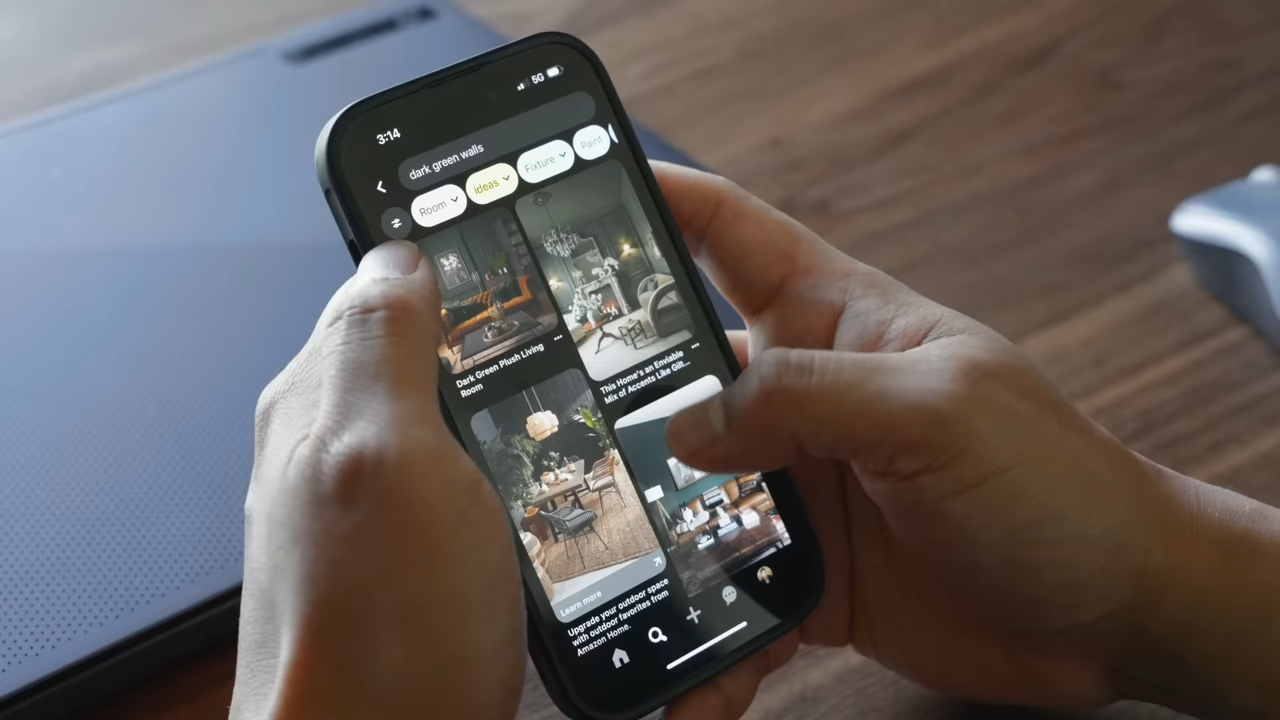 3:14
5G
dark green walls
Room
Ideas
Fixture
Paint
Dark Green Plush Living
Room
This Home's an Enviable
Mix of Accents Like Gilt...
Learn more
Upgrade your outdoor space
with outdoor favorites from
Amazon Home.